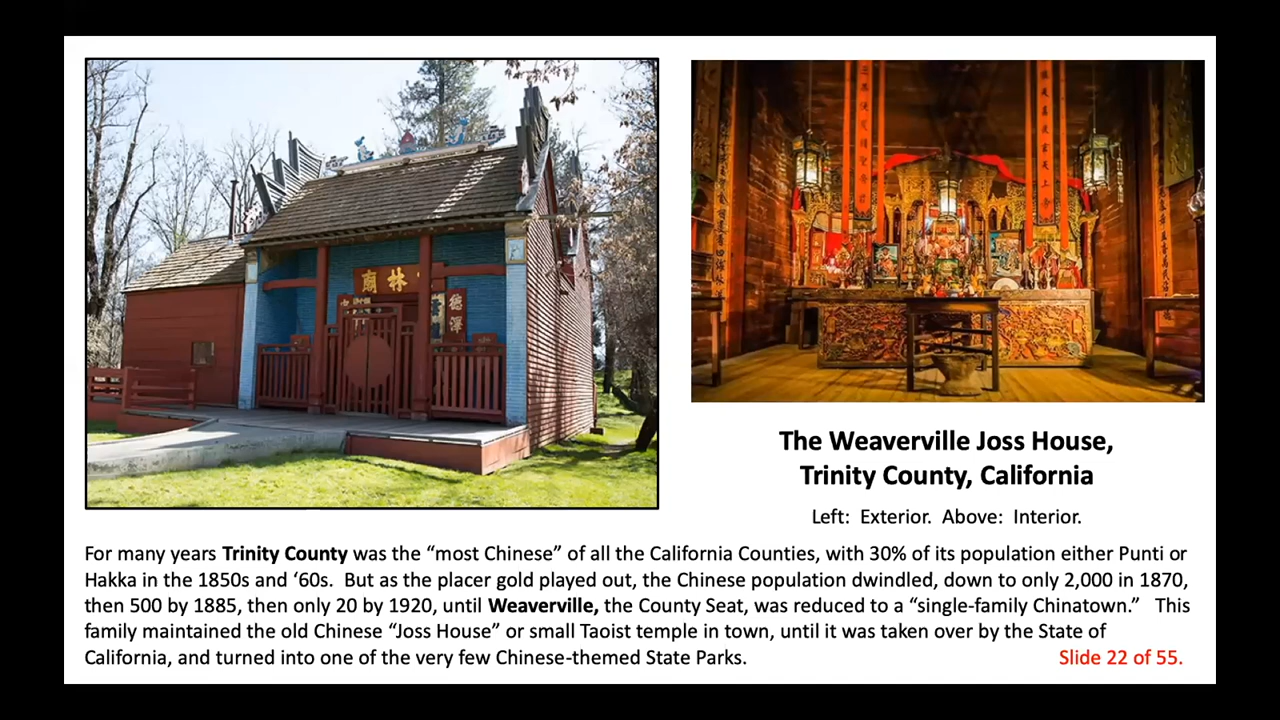 廟林
德澤
The Weaverville Joss House,
Trinity County, California
Left: Exterior. Above: Interior.
For many years Trinity County was the “most Chinese” of all the California Counties, with 30% of its population either Punti or
Hakka in the 1850s and ‘60s. But as the placer gold played out, the Chinese population dwindled, down to only 2,000 in 1870,
then 500 by 1885, then only 20 by 1920, until Weaverville, the County Seat, was reduced to a “single-family Chinatown.” This
family maintained the old Chinese “Joss House” or small Taoist temple in town, until it was taken over by the State of
California, and turned into one of the very few Chinese-themed State Parks.
Slide 22 of 55.